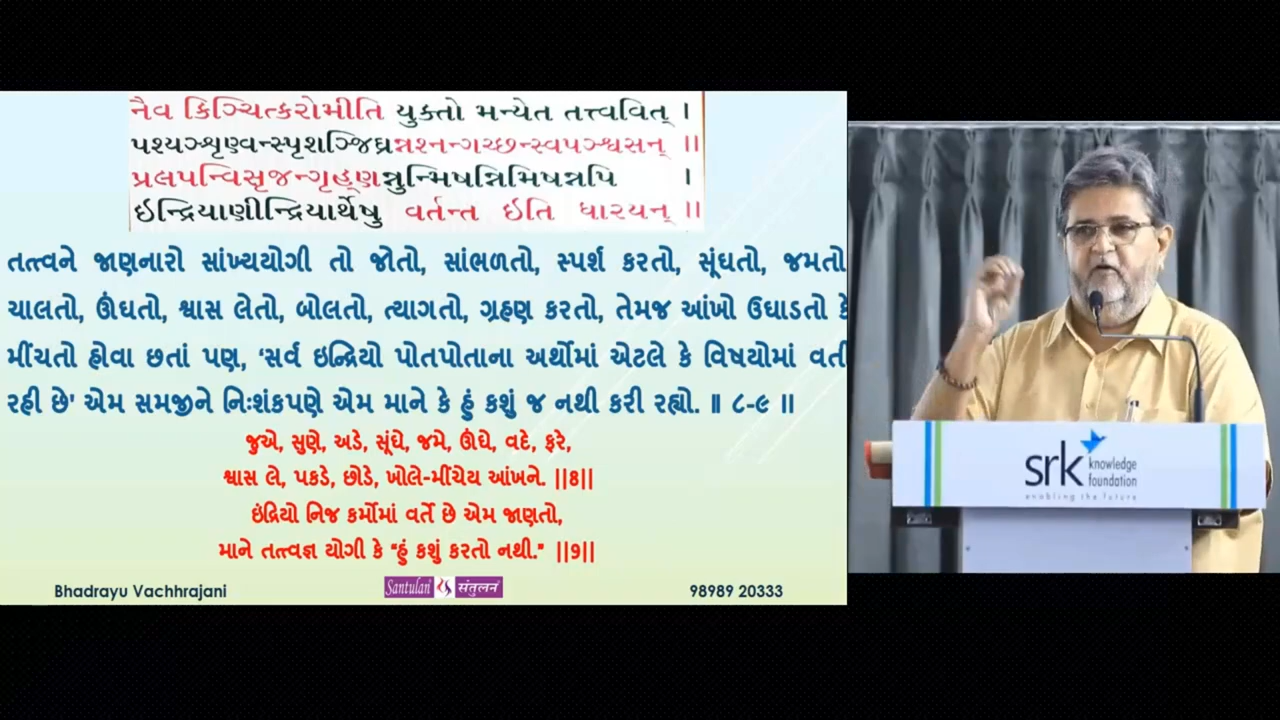 નૈવ કિઞ્ચિત્કરોમીતિ યુક્તો મન્યેત તત્ત્વવિત્ ।
પશ્યઞ્શૃણ્વન્સ્પૃશઞ્જિઘ્રન્નશ્નન્ગચ્છન્સ્વપઞ્શ્વસન્ ॥
પ્રલપન્વિસૃજન્ગૃહ્ણન્નુન્મિષન્નિમિષન્નપિ ।
ઇન્દ્રિયાણીન્દ્રિયાર્થેષુ વર્તન્ત ઇતિ ધારયન્ ॥
તત્ત્વને જાણનારો સાંખ્યયોગી તો જોતો, સાંભળતો, સ્પર્શ કરતો, સૂંઘતો, જમતો
ચાલતો, ઊંઘતો, શ્વાસ લેતો, બોલતો, ત્યાગતો, ગ્રહણ કરતો, તેમજ આંખો ઉઘાડતો કે
મીંચતો હોવા છતાં પણ, ‘સર્વ ઇન્દ્રિયો પોતપોતાના અર્થોમાં એટલે કે વિષયોમાં વર્તી
રહી છે' એમ સમજીને નિઃશંકપણે એમ માને કે હું કશું જ નથી કરી રહ્યો. ॥ ૮-૯ ॥
જુએ, સુણે, અડે, સૂંઘે, જમે, ઊંઘે, વદે, ફરે,
શ્વાસ લે, પકડે, છોડે, ખોલે-મીંચેય આંખને. ||8||
ઇંદ્રિયો નિજ કર્મોમાં વર્તે છે એમ જાણતો,
માને તત્ત્વજ્ઞ યોગી કે “હું કશું કરતો નથી.” ||9||
Bhadrayu Vachhrajani Santulan संतुलन 98989 20333
srk knowledge foundation
enabling the future